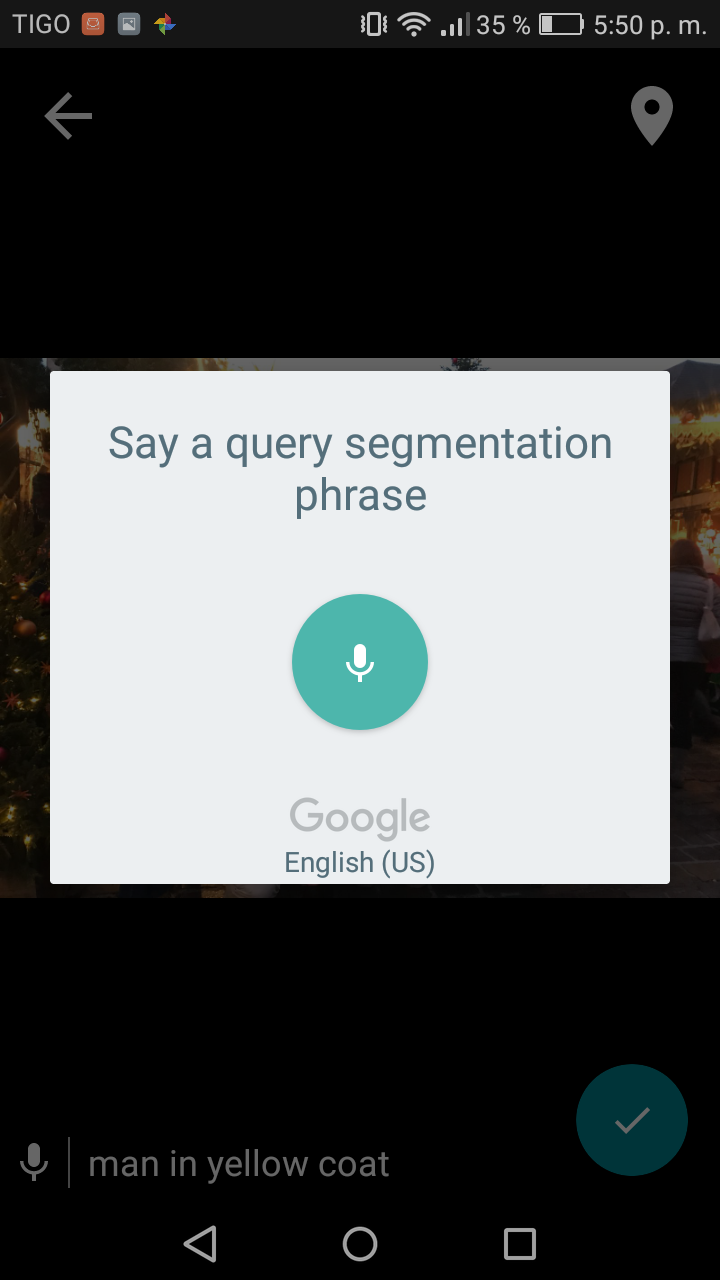 TIGO 35 % 5:50 p. m.
Say a query segmentation
phrase
Google
English (US)
man in yellow coat